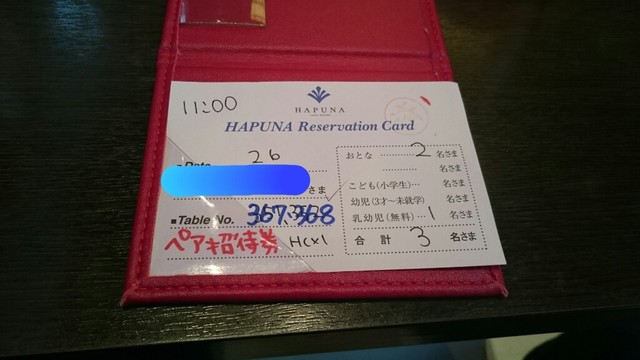 11:00
HAPUNA
HAPUNA Reservation Card
■Date 26
さま
■Table No. 367.368
ペア招待券 HC×1
おとな 2 名さま
名さま
こども(小学生)… 名さま
幼児(3才〜未就学) 名さま
乳幼児(無料)…1 名さま
合計 3 名さま